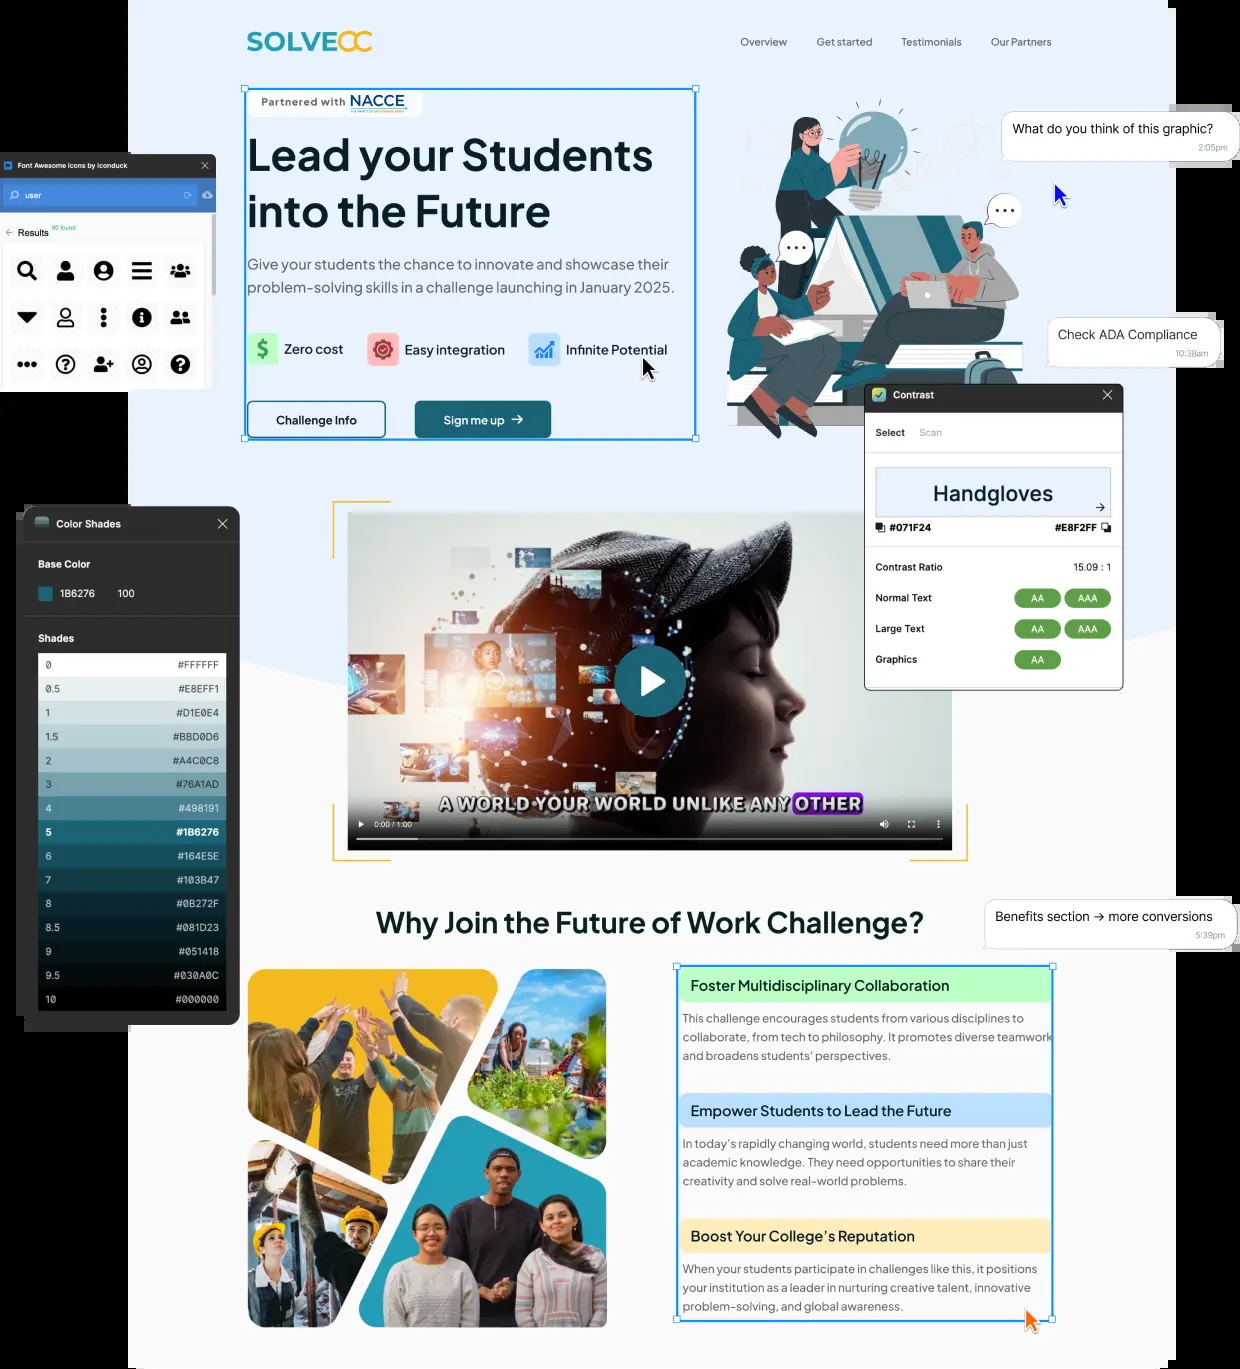 SOLVECC
Overview Get started Testimonials Our Partners
Partnered with NACCE
Lead your Students
into the Future
Give your students the chance to innovate and showcase their
problem-solving skills in a challenge launching in January 2025.
Zero cost Easy integration Infinite Potential
Challenge Info Sign me up →
What do you think of this graphic?
2:05pm
Check ADA Compliance
10:38am
Font Awesome Icons by Iconduck
user
← Results 80 found
Contrast
Select Scan
Handgloves
→
#071F24 #E8F2FF
Contrast Ratio 15.09 : 1
Normal Text AA AAA
Large Text AA AAA
Graphics AA
Color Shades
Base Color
1B6276 100
Shades
0 #FFFFFF
0.5 #E8EFF1
1 #D1E0E4
1.5 #BBD0D6
2 #A4C0C8
3 #76A1AD
4 #498191
5 #1B6276
6 #164E5E
7 #103B47
8 #0B272F
8.5 #081D23
9 #051418
9.5 #030A0C
10 #000000
A WORLD YOUR WORLD UNLIKE ANY OTHER
0:00 / 1:00
Why Join the Future of Work Challenge?
Benefits section → more conversions
5:39pm
Foster Multidisciplinary Collaboration
This challenge encourages students from various disciplines to
collaborate, from tech to philosophy. It promotes diverse teamwork
and broadens students' perspectives.
Empower Students to Lead the Future
In today's rapidly changing world, students need more than just
academic knowledge. They need opportunities to share their
creativity and solve real-world problems.
Boost Your College's Reputation
When your students participate in challenges like this, it positions
your institution as a leader in nurturing creative talent, innovative
problem-solving, and global awareness.